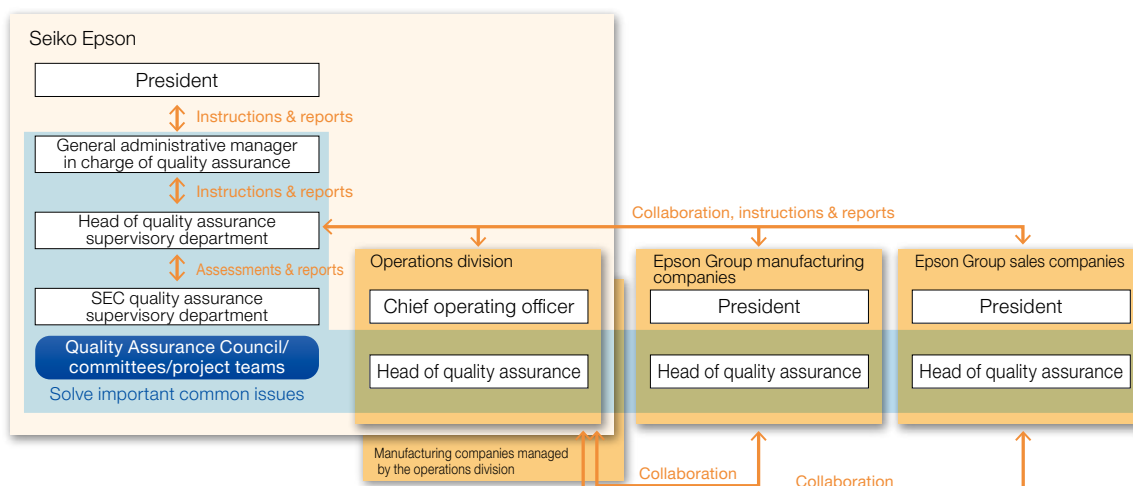 Seiko Epson
President
Instructions & reports
General administrative manager
in charge of quality assurance
Instructions & reports
Head of quality assurance
supervisory department
Collaboration, instructions & reports
Assessments & reports
SEC quality assurance
supervisory department
Quality Assurance Council/
committees/project teams
Solve important common issues
Operations division
Chief operating officer
Head of quality assurance
Manufacturing companies managed
by the operations division
Epson Group manufacturing
companies
President
Head of quality assurance
Epson Group sales companies
President
Head of quality assurance
Collaboration
Collaboration